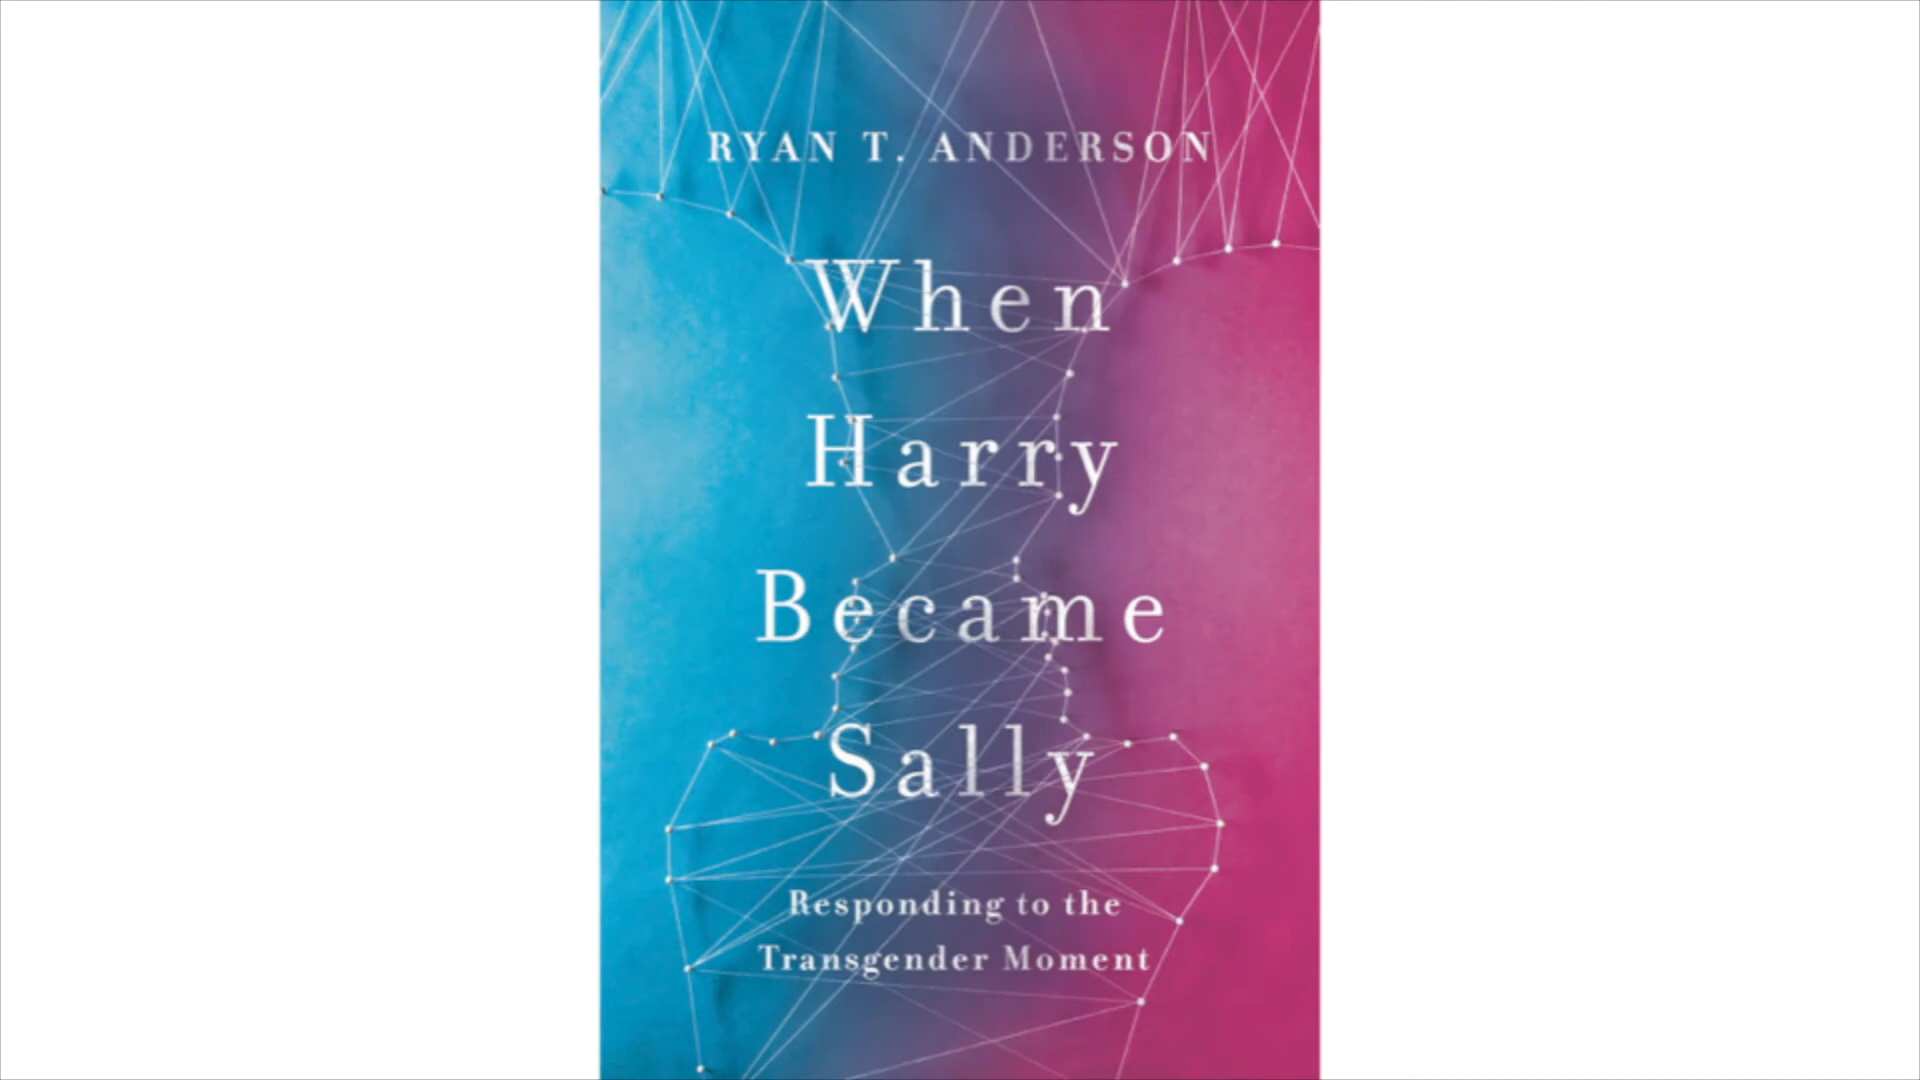 RYAN T. ANDERSON
When
Harry
Became
Sally
Responding to the
Transgender Moment